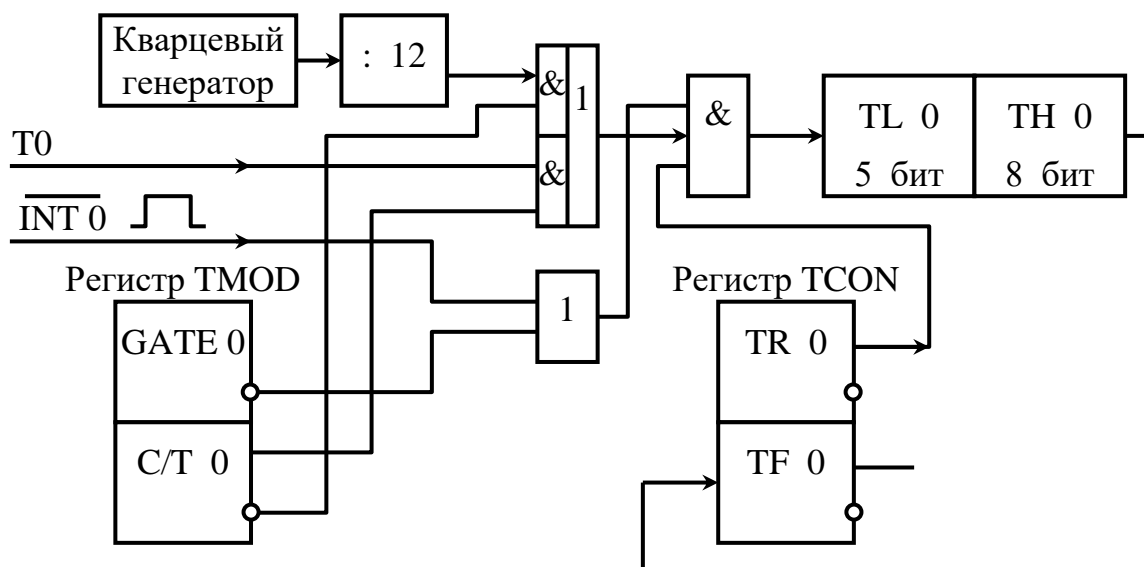 Кварцевый
генератор
: 12
&
1
&
&
TL 0
5 бит
TH 0
8 бит
T0
INT 0
Регистр TMOD
GATE 0
C/T 0
1
Регистр TCON
TR 0
TF 0